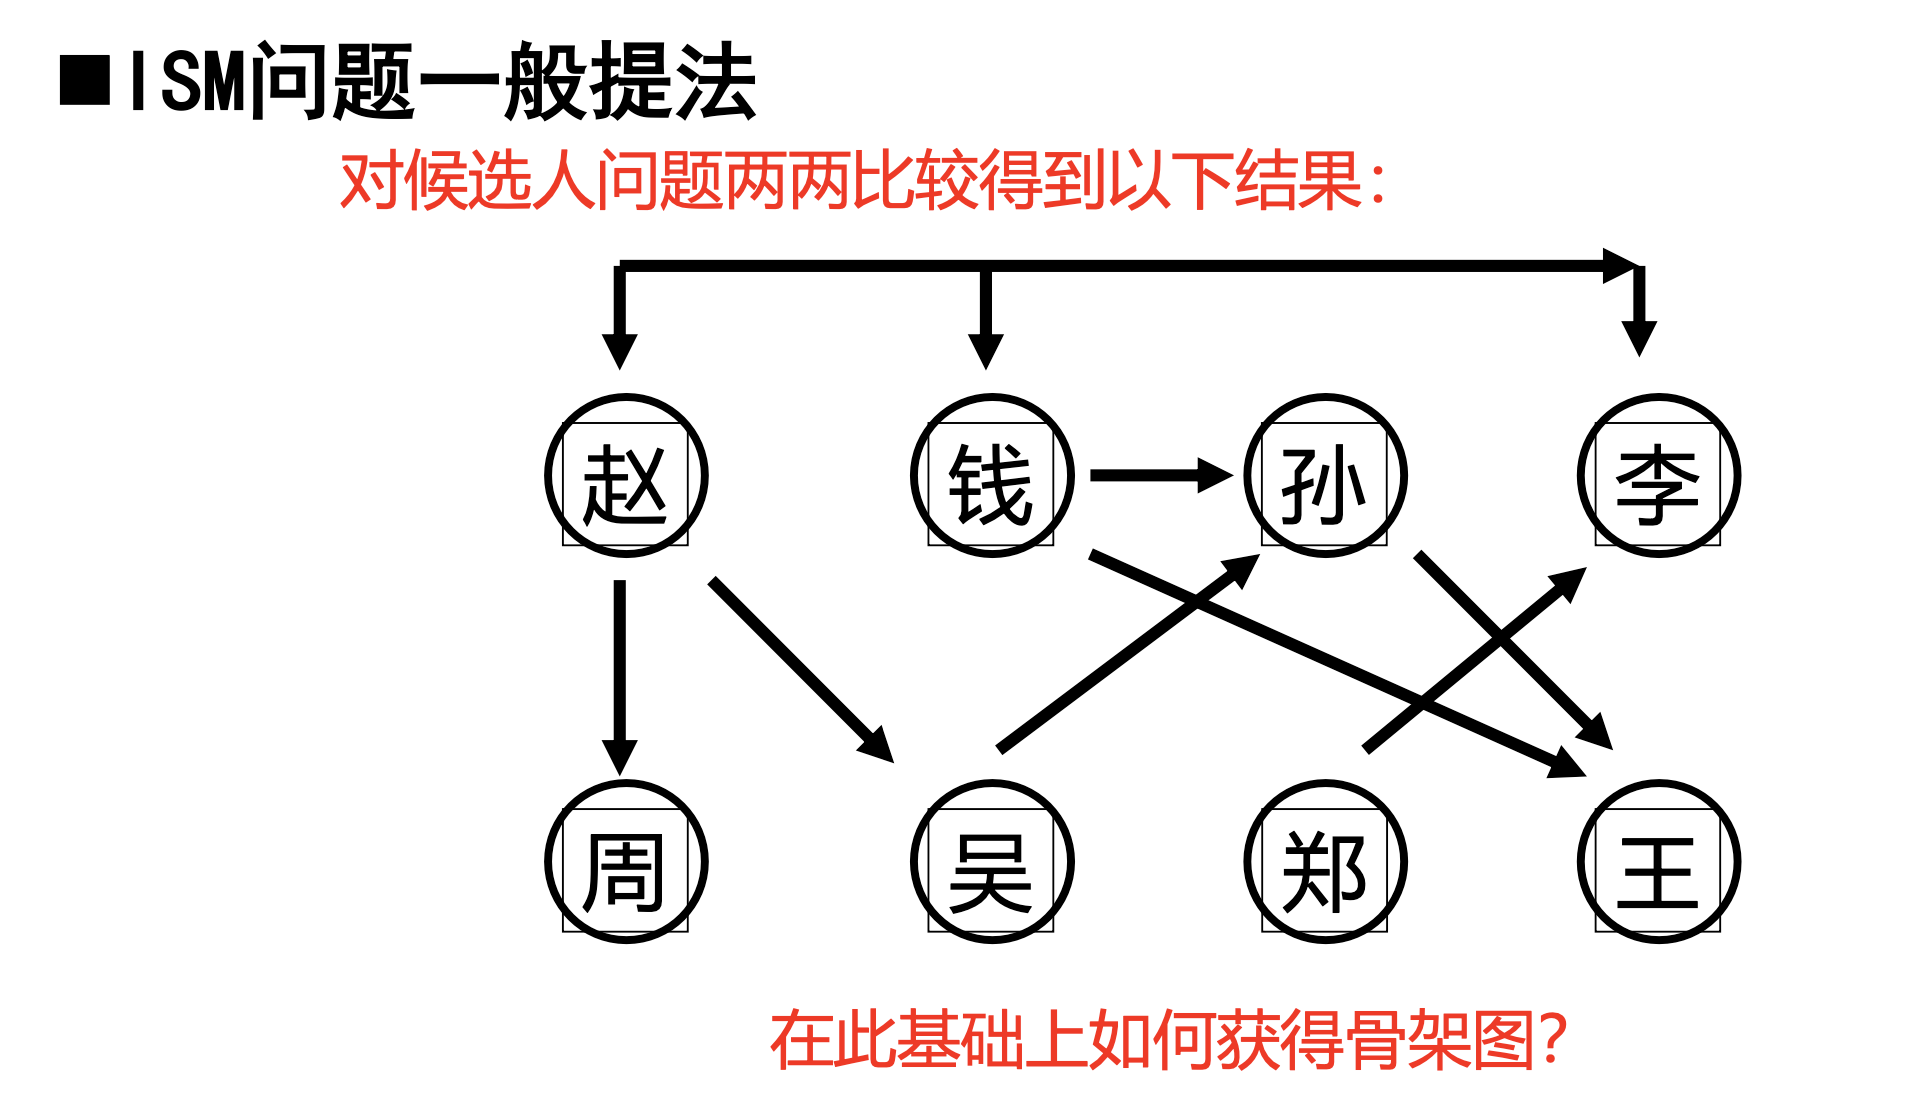 ■ISM问题一般提法
对候选人问题两两比较得到以下结果：
赵 钱 孙 李
周 吴 郑 王
在此基础上如何获得骨架图？